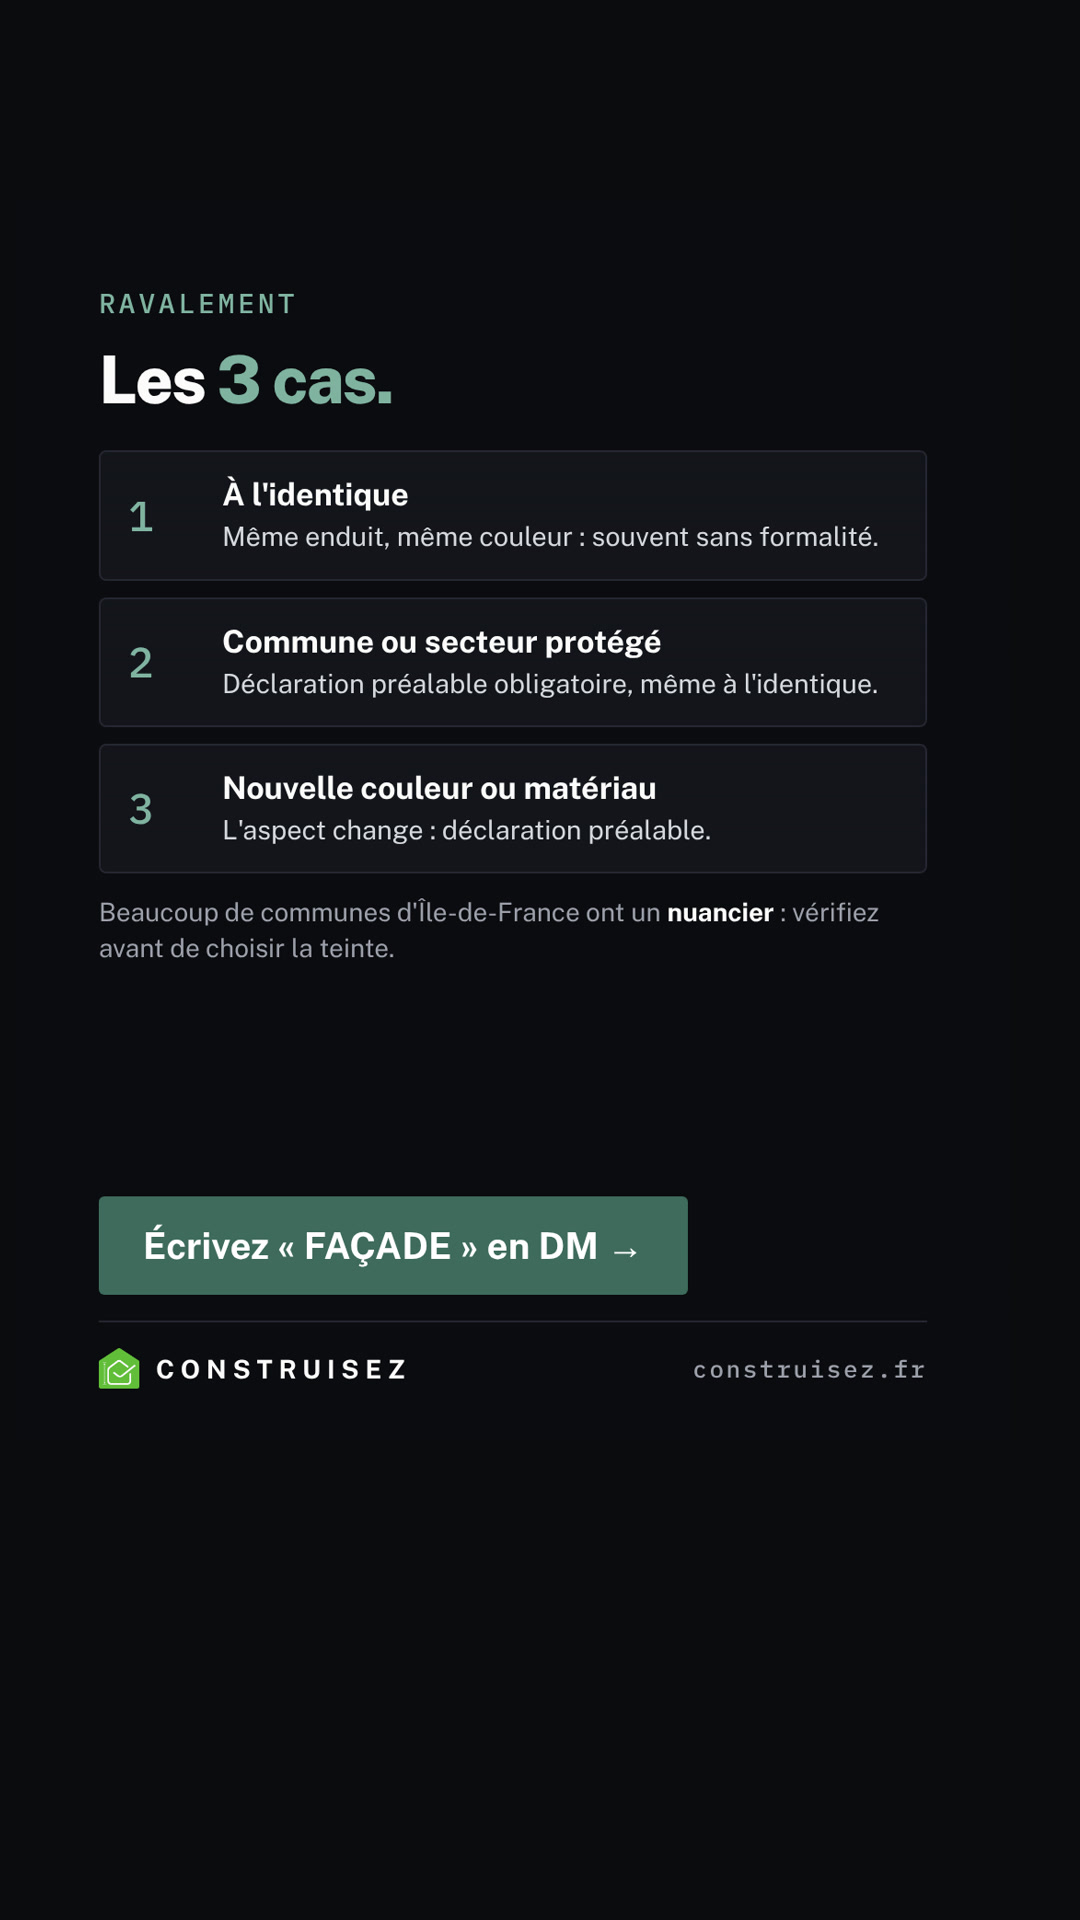 RAVALEMENT
Les 3 cas.
1
À l'identique
Même enduit, même couleur : souvent sans formalité.
2
Commune ou secteur protégé
Déclaration préalable obligatoire, même à l'identique.
3
Nouvelle couleur ou matériau
L'aspect change : déclaration préalable.
Beaucoup de communes d'Île-de-France ont un nuancier : vérifiez
avant de choisir la teinte.
Écrivez « FAÇADE » en DM →
CONSTRUISEZ
construisez.fr